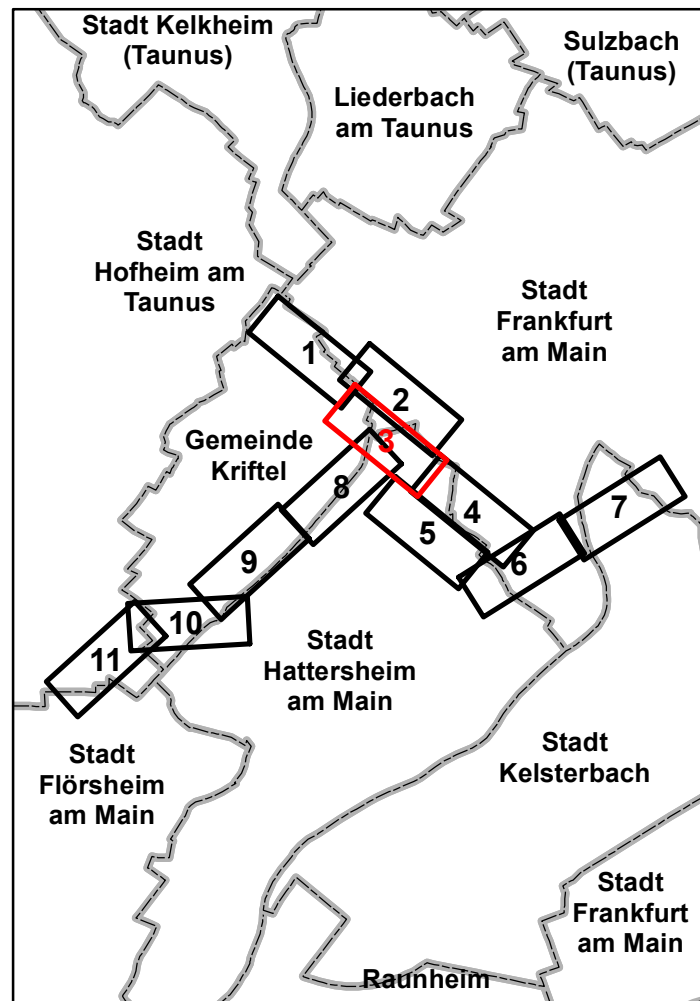 Stadt Kelkheim
(Taunus)
Sulzbach
(Taunus)
Liederbach
am Taunus
Stadt
Hofheim am
Taunus
Stadt
Frankfurt
am Main
1
2
3
Gemeinde
Kriftel
8
4
5
7
6
9
10
11
Stadt
Hattersheim
am Main
Stadt
Flörsheim
am Main
Stadt
Kelsterbach
Stadt
Frankfurt
am Main
Raunheim